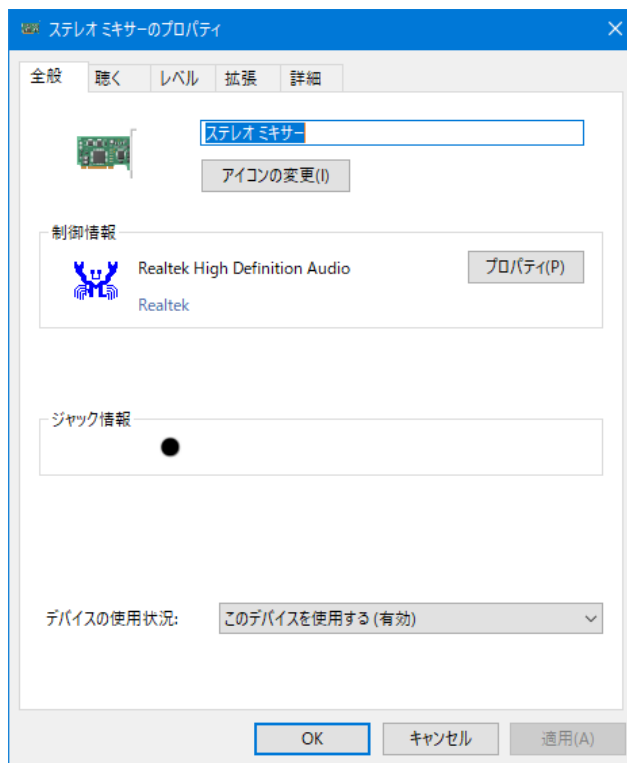 ステレオ ミキサーのプロパティ
全般 聴く レベル 拡張 詳細
ステレオ ミキサー
アイコンの変更(I)
制御情報
Realtek High Definition Audio プロパティ(P)
Realtek
ジャック情報
デバイスの使用状況: このデバイスを使用する (有効)
OK キャンセル 適用(A)